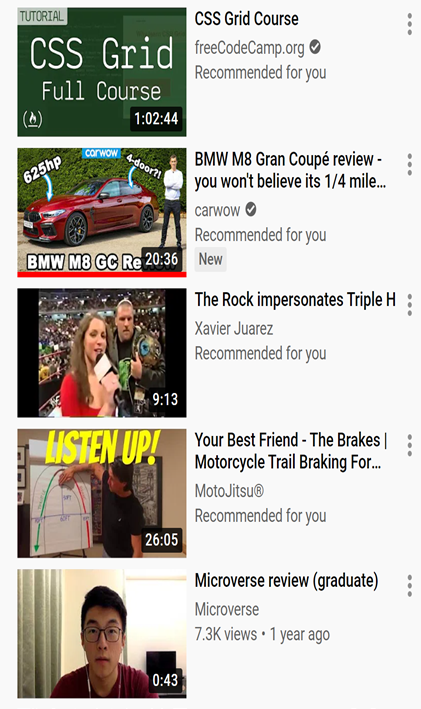 TUTORIAL
CSS Grid
Full Course
1:02:44
CSS Grid Course
freeCodeCamp.org
Recommended for you
625hp
carwow
4-door?!
BMW M8 GC Re
20:36
BMW M8 Gran Coupé review -
you won't believe its 1/4 mile...
carwow
Recommended for you
New
9:13
The Rock impersonates Triple H
Xavier Juarez
Recommended for you
LISTEN UP!
26:05
Your Best Friend - The Brakes |
Motorcycle Trail Braking For...
MotoJitsu®
Recommended for you
0:43
Microverse review (graduate)
Microverse
7.3K views • 1 year ago